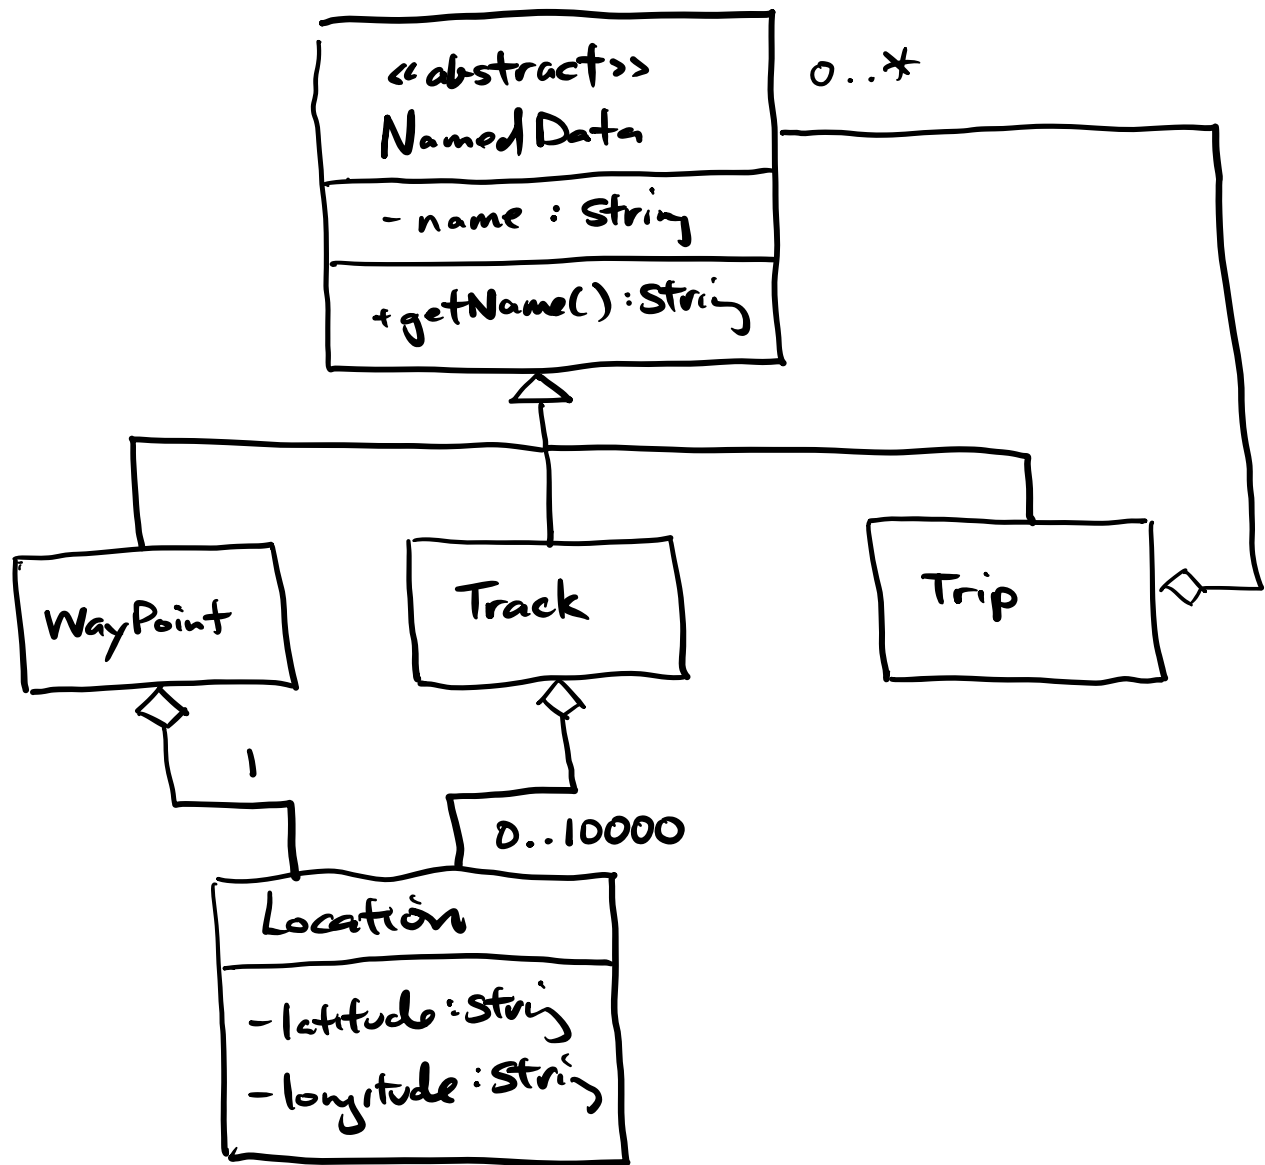 «abstract»
NamedData
0..*
- name : String
+getName() : String
WayPoint
Track
Trip
1
0..10000
Location
-latitude : String
-longitude : String